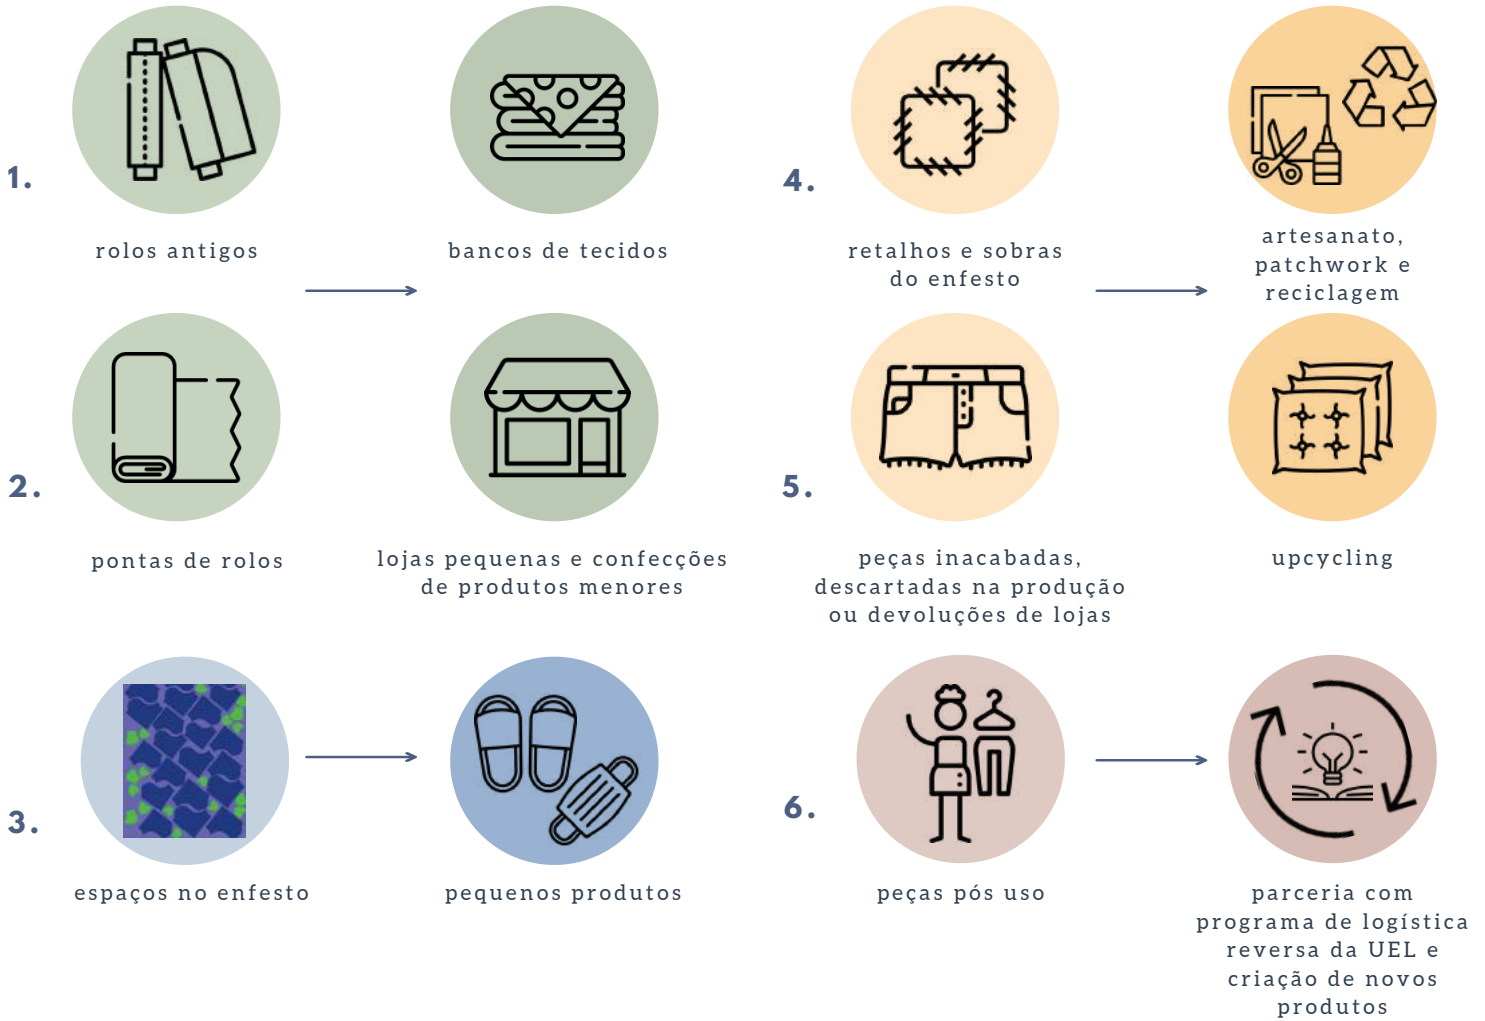 1.
rolos antigos
bancos de tecidos
2.
pontas de rolos
lojas pequenas e confecções
de produtos menores
3.
espaços no enfesto
pequenos produtos
4.
retalhos e sobras
do enfesto
artesanato,
patchwork e
reciclagem
5.
peças inacabadas,
descartadas na produção
ou devoluções de lojas
upcycling
6.
peças pós uso
parceria com
programa de logística
reversa da UEL e
criação de novos
produtos